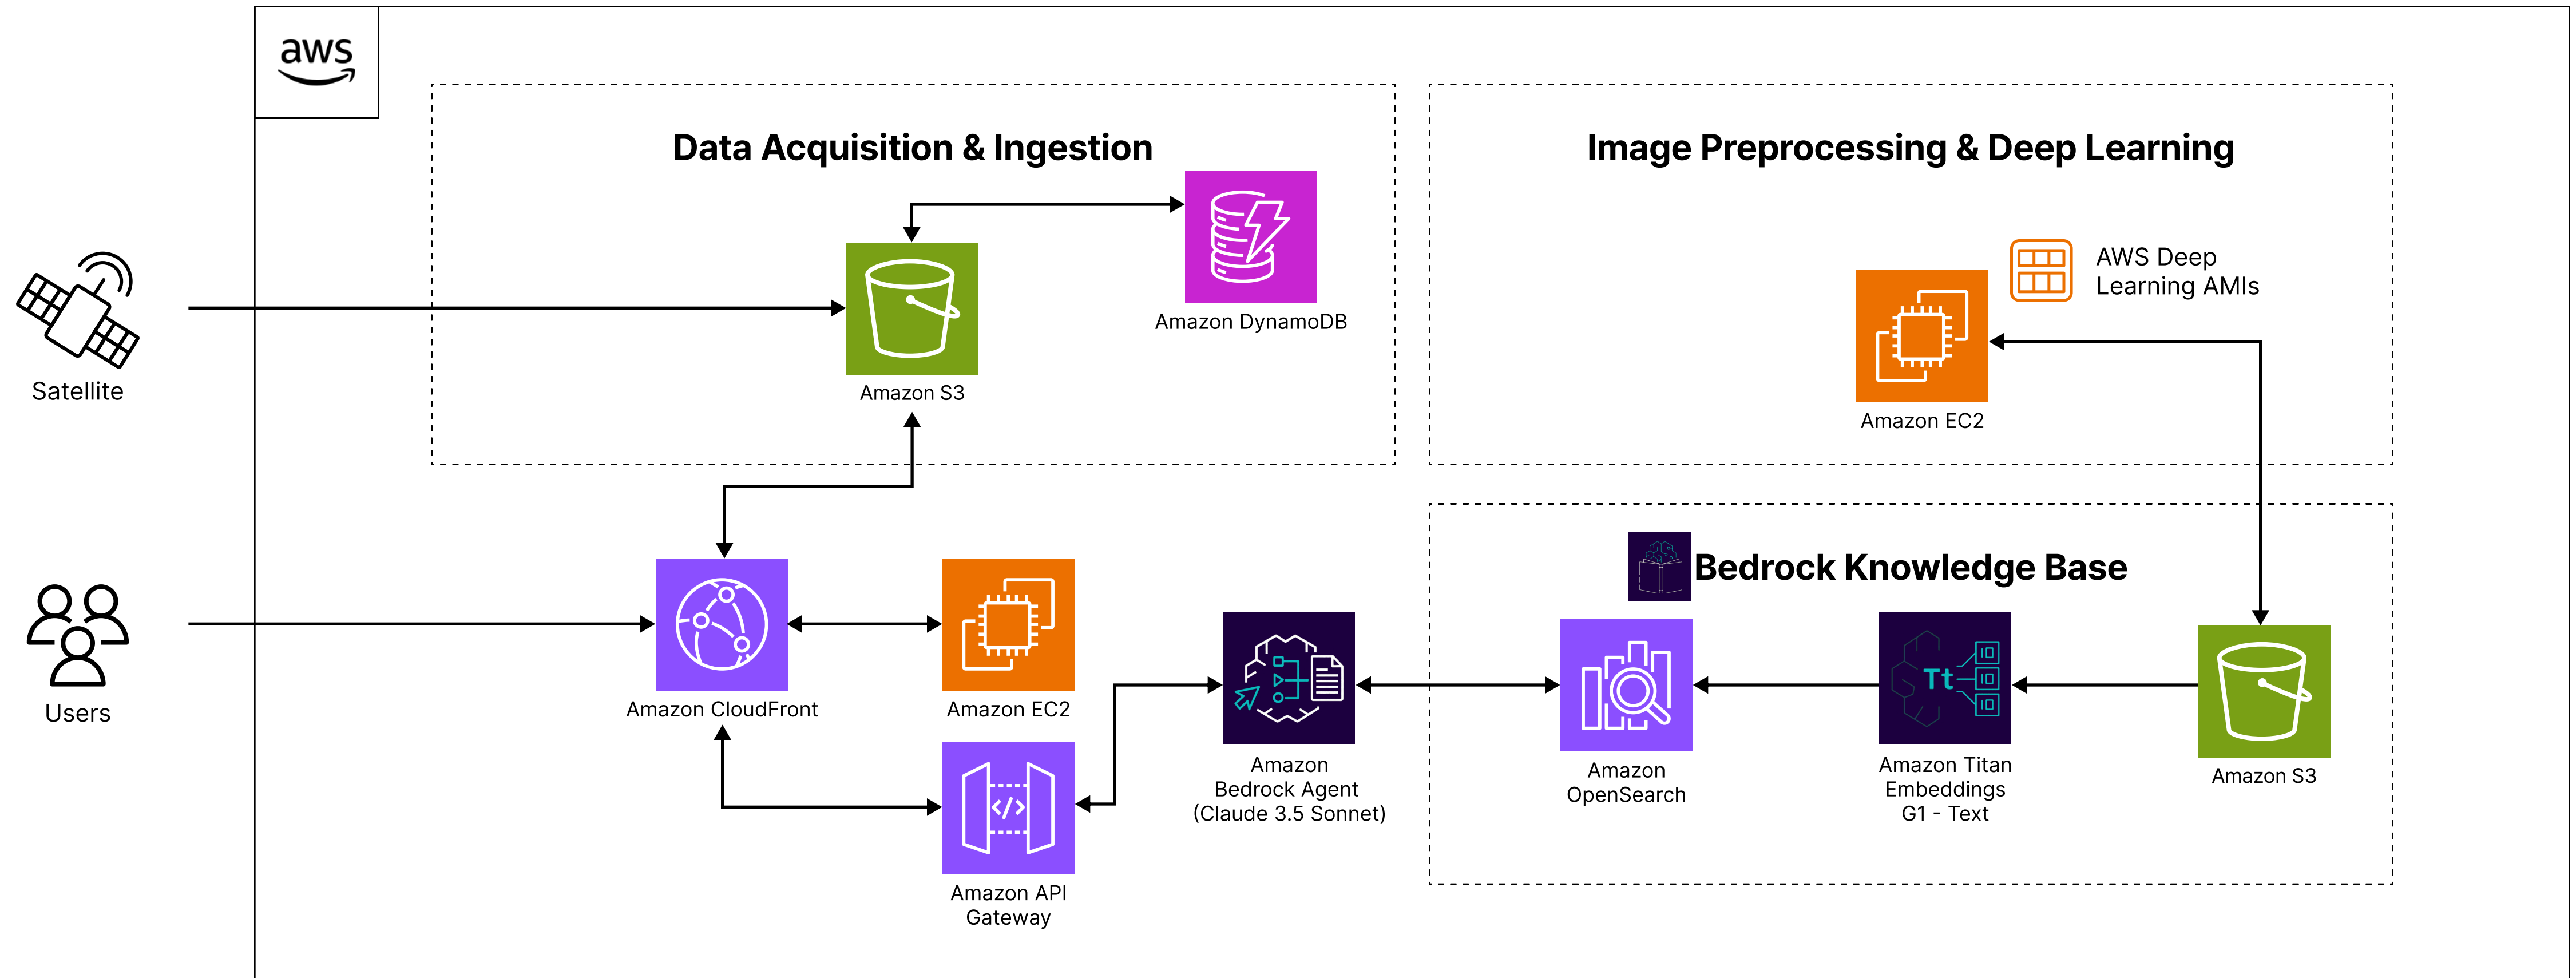 aws
Data Acquisition & Ingestion
Image Preprocessing & Deep Learning
Amazon DynamoDB
Amazon S3
Satellite
AWS Deep
Learning AMIs
Amazon EC2
Users
Amazon CloudFront
Amazon EC2
Amazon API
Gateway
</>
Amazon
Bedrock Agent
(Claude 3.5 Sonnet)
Bedrock Knowledge Base
Amazon
OpenSearch
Tt
Amazon Titan
Embeddings
G1 - Text
Amazon S3